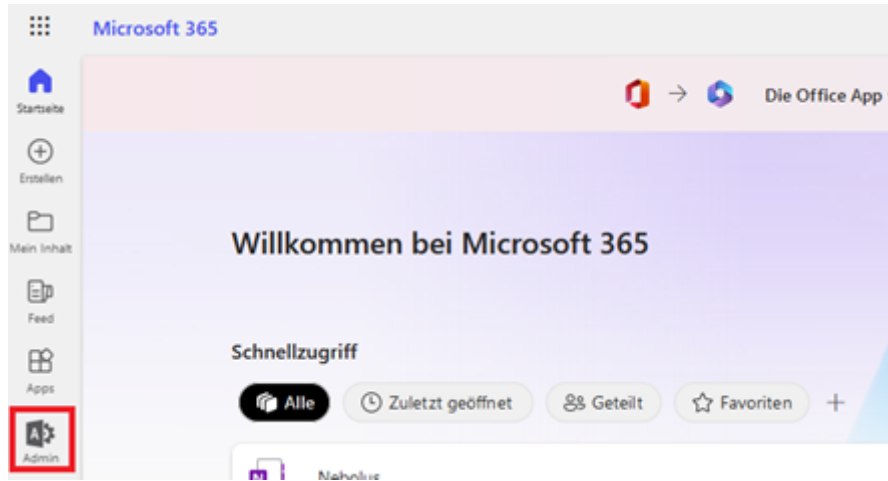 Microsoft 365
Die Office App
Startseite
Erstellen
Mein Inhalt
Feed
Apps
Admin
Willkommen bei Microsoft 365
Schnellzugriff
Alle
Zuletzt geöffnet
Geteilt
Favoriten
Nebolus